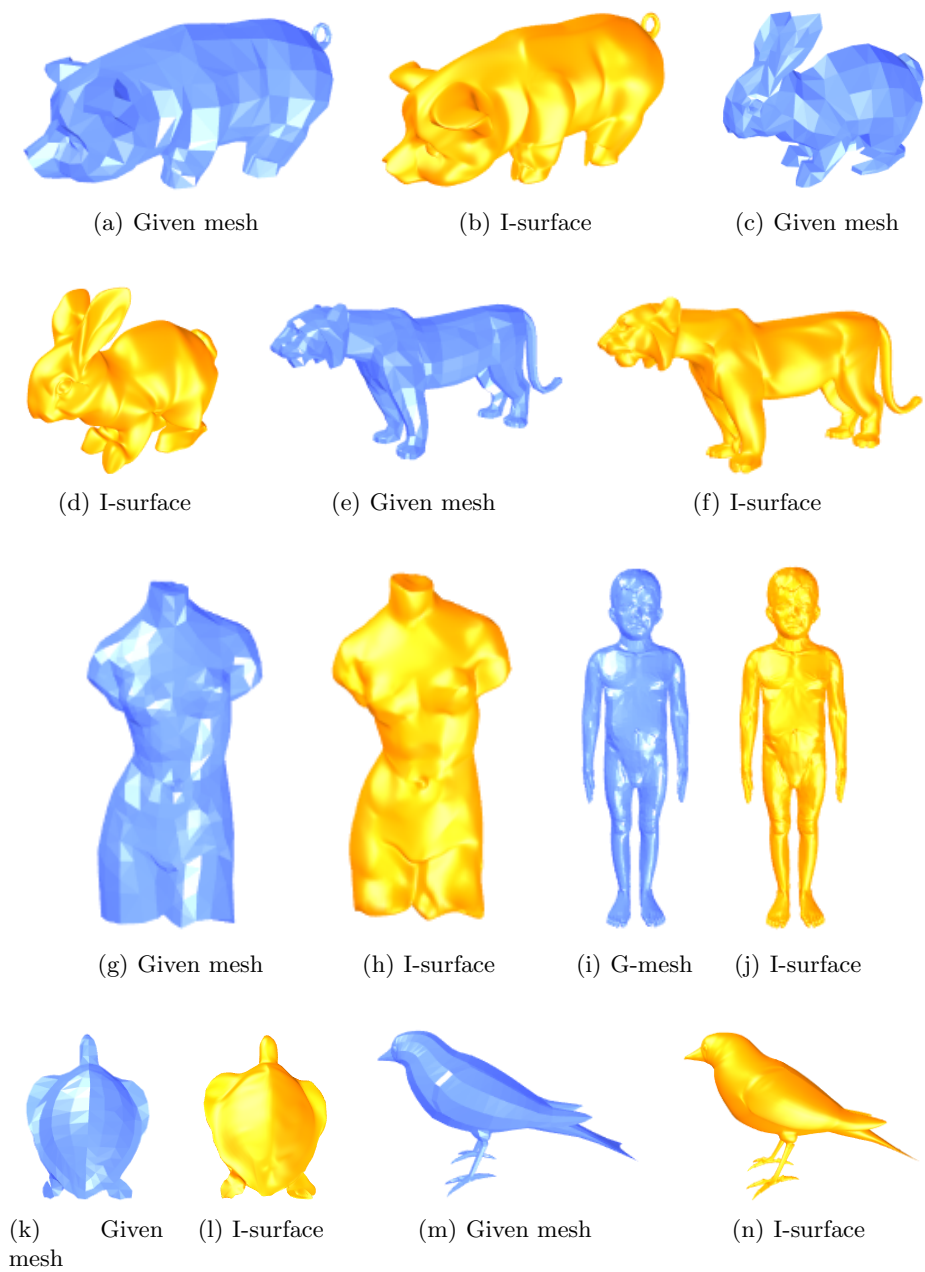 (a) Given mesh
(b) I-surface
(c) Given mesh
(d) I-surface
(e) Given mesh
(f) I-surface
(g) Given mesh
(h) I-surface
(i) G-mesh
(j) I-surface
(k) Given
mesh
(l) I-surface
(m) Given mesh
(n) I-surface